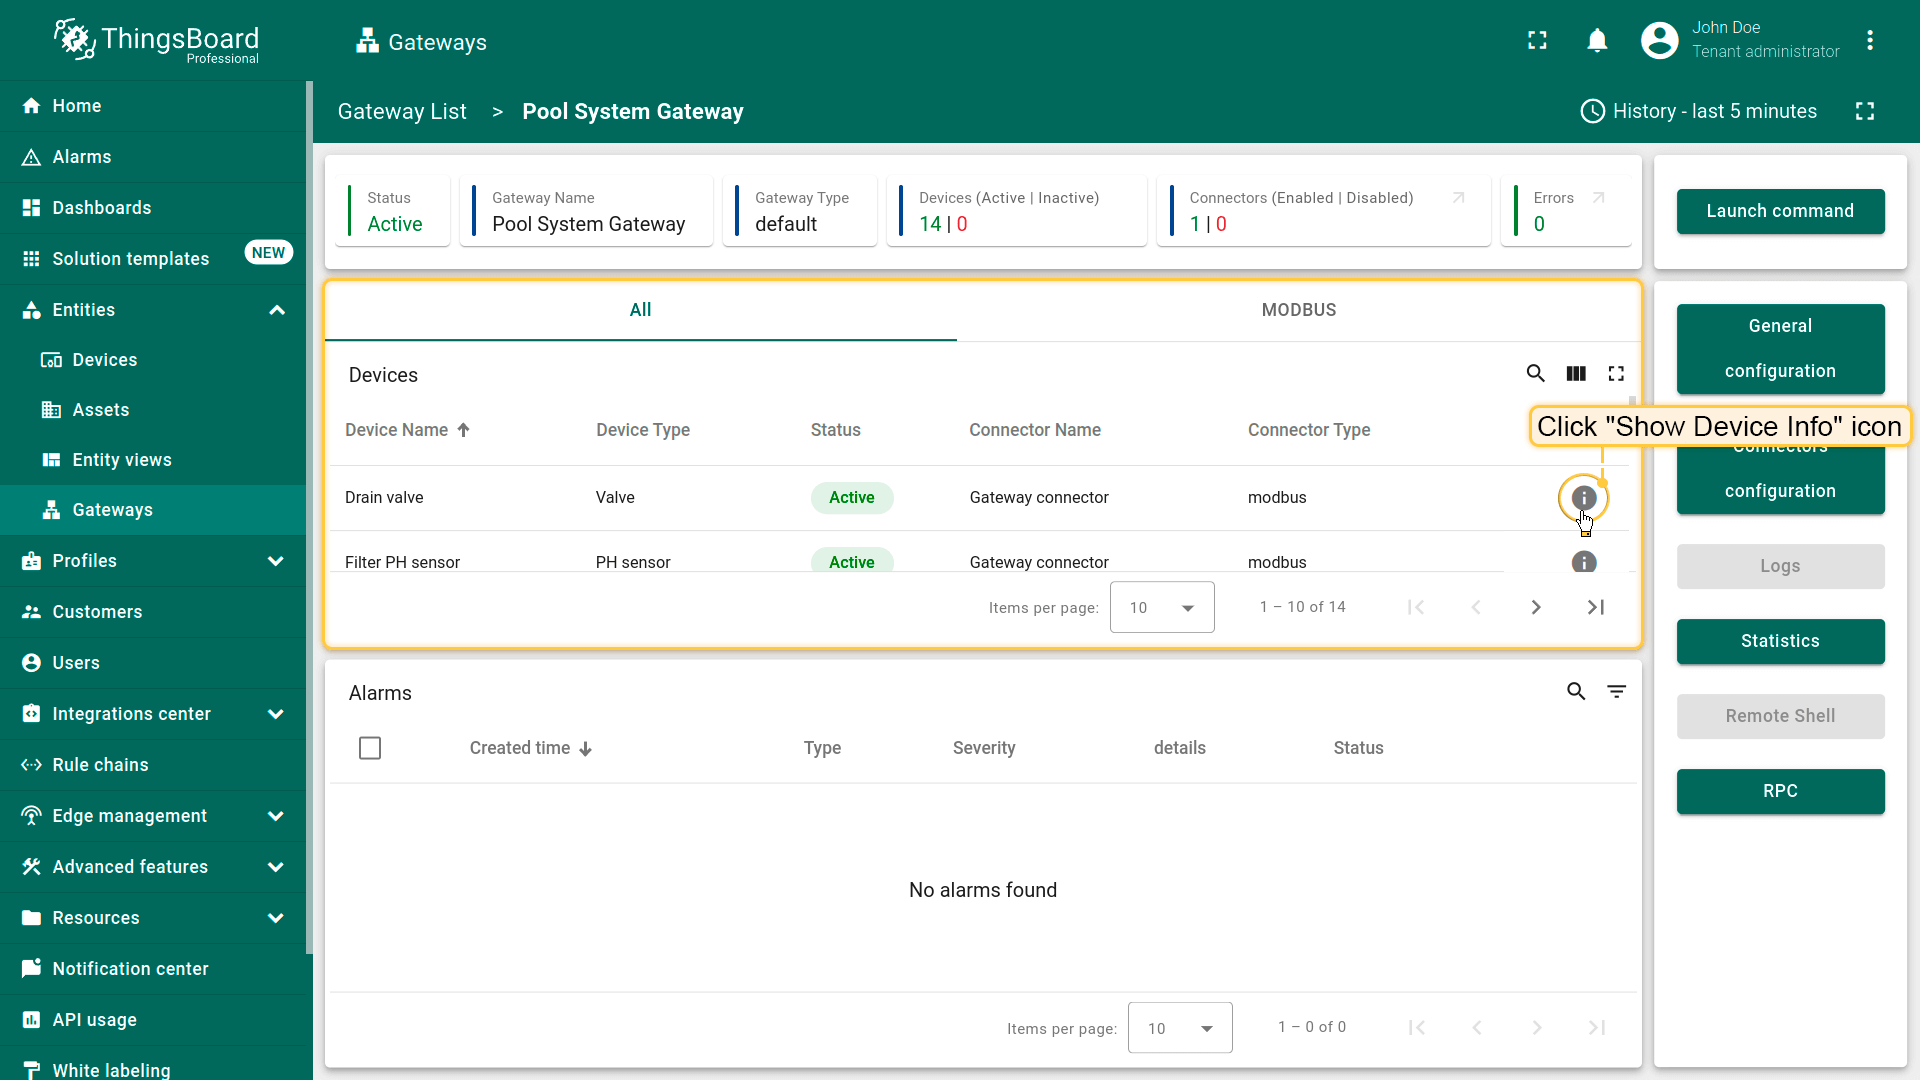 ThingsBoard
Professional
Gateways
John Doe
Tenant administrator
Home
Alarms
Dashboards
Solution templates
NEW
Entities
Devices
Assets
Entity views
Gateways
Profiles
Customers
Users
Integrations center
Rule chains
Edge management
Advanced features
Resources
Notification center
API usage
White labeling
Gateway List > Pool System Gateway
History - last 5 minutes
Status
Active
Gateway Name
Pool System Gateway
Gateway Type
default
Devices (Active | Inactive)
14 | 0
Connectors (Enabled | Disabled)
1 | 0
Errors
0
Launch command
All
MODBUS
Devices
Device Name Device Type Status Connector Name Connector Type
Drain valve Valve Active Gateway connector modbus
Filter PH sensor PH sensor Active Gateway connector modbus
Items per page: 10 1 – 10 of 14
Click "Show Device Info" icon
General
configuration
Connectors
configuration
Logs
Statistics
Remote Shell
RPC
Alarms
Created time Type Severity details Status
No alarms found
Items per page: 10 1 – 0 of 0